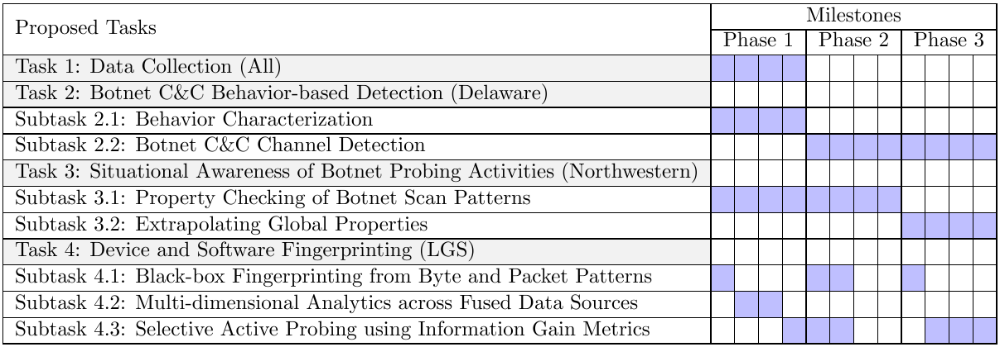 Proposed Tasks
Milestones
Phase 1 Phase 2 Phase 3
Task 1: Data Collection (All)
Task 2: Botnet C&C Behavior-based Detection (Delaware)
Subtask 2.1: Behavior Characterization
Subtask 2.2: Botnet C&C Channel Detection
Task 3: Situational Awareness of Botnet Probing Activities (Northwestern)
Subtask 3.1: Property Checking of Botnet Scan Patterns
Subtask 3.2: Extrapolating Global Properties
Task 4: Device and Software Fingerprinting (LGS)
Subtask 4.1: Black-box Fingerprinting from Byte and Packet Patterns
Subtask 4.2: Multi-dimensional Analytics across Fused Data Sources
Subtask 4.3: Selective Active Probing using Information Gain Metrics